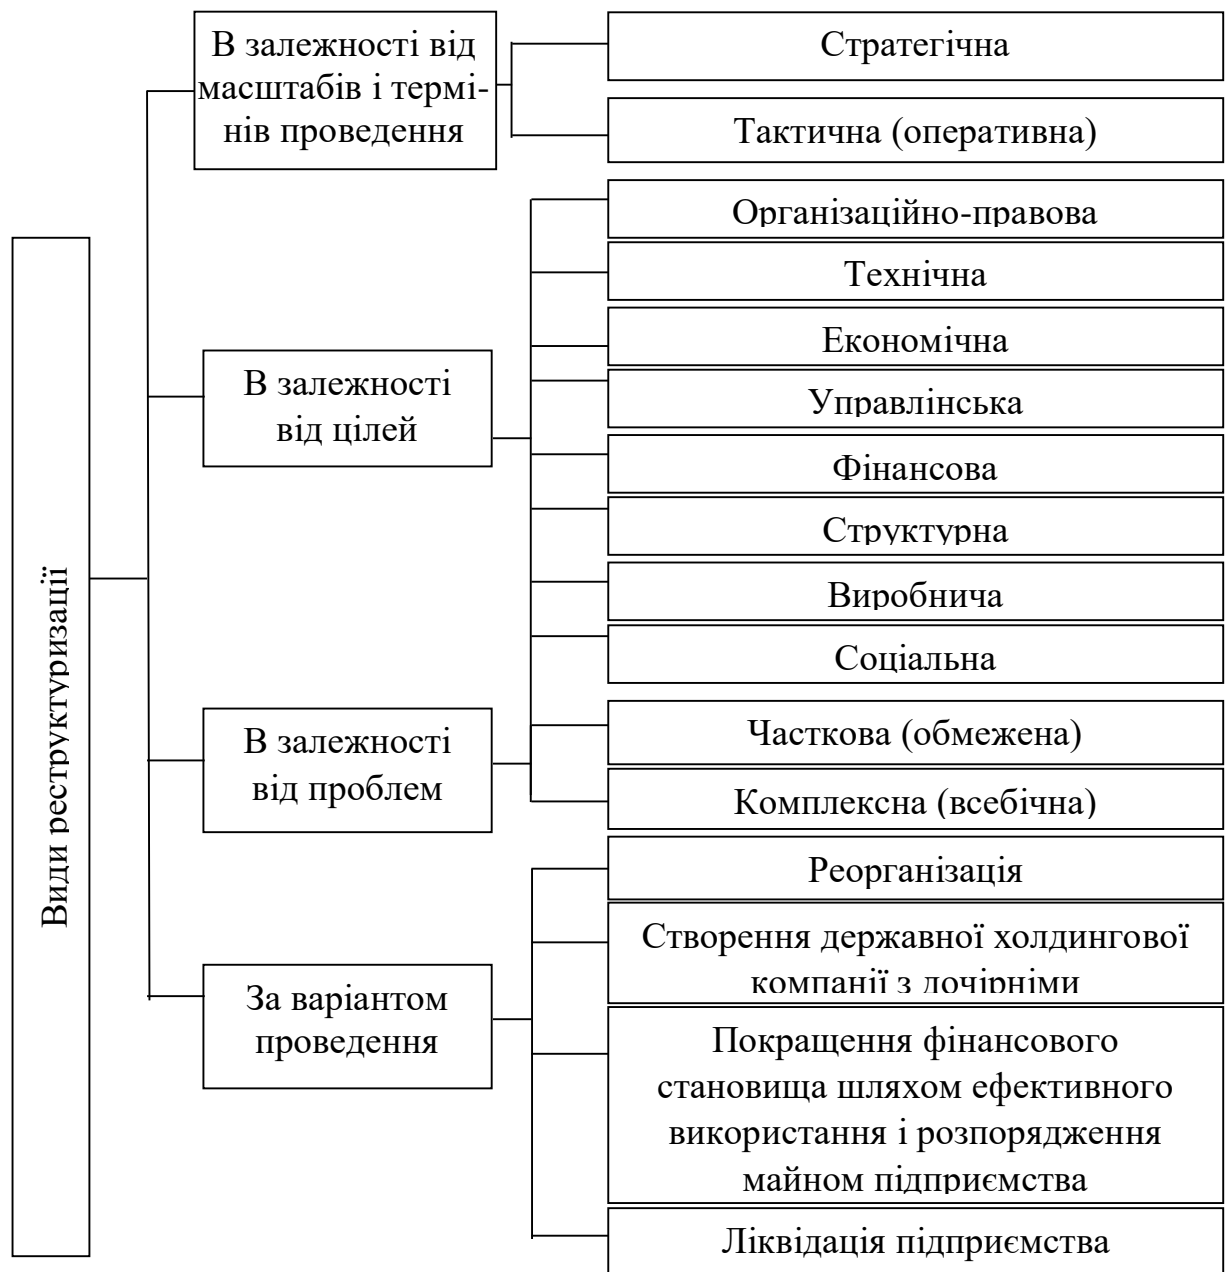 В залежності від
масштабів і термі-
нів проведення
Стратегічна
Тактична (оперативна)
Види реструктуризації
В залежності
від цілей
Організаційно-правова
Технічна
Економічна
Управлінська
Фінансова
Структурна
Виробнича
Соціальна
В залежності
від проблем
Часткова (обмежена)
Комплексна (всебічна)
За варіантом
проведення
Реорганізація
Створення державної холдингової
компанії з дочірніми
Покращення фінансового
становища шляхом ефективного
використання і розпорядження
майном підприємства
Ліквідація підприємства